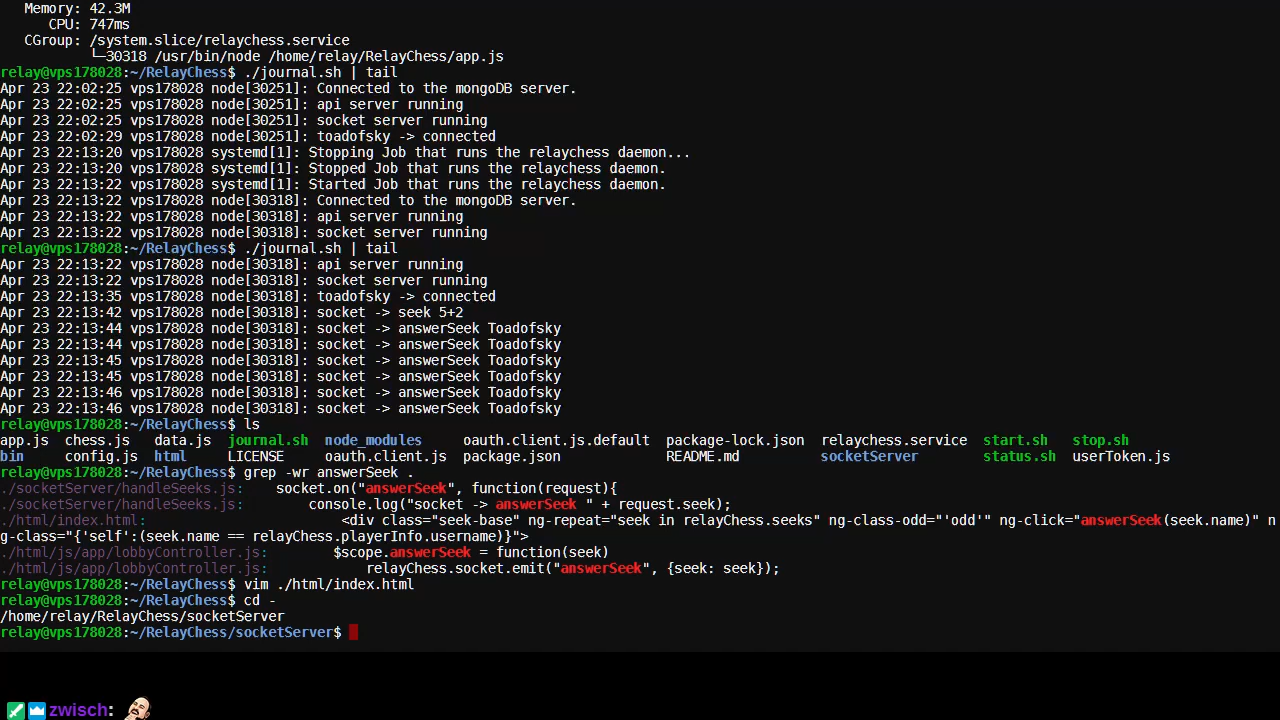 Memory: 42.3M
CPU: 747ms
CGroup: /system.slice/relaychess.service
└─30318 /usr/bin/node /home/relay/RelayChess/app.js
relay@vps178028:~/RelayChess$ ./journal.sh | tail
Apr 23 22:02:25 vps178028 node[30251]: Connected to the mongoDB server.
Apr 23 22:02:25 vps178028 node[30251]: api server running
Apr 23 22:02:25 vps178028 node[30251]: socket server running
Apr 23 22:02:29 vps178028 node[30251]: toadofsky -> connected
Apr 23 22:13:20 vps178028 systemd[1]: Stopping Job that runs the relaychess daemon...
Apr 23 22:13:20 vps178028 systemd[1]: Stopped Job that runs the relaychess daemon.
Apr 23 22:13:22 vps178028 systemd[1]: Started Job that runs the relaychess daemon.
Apr 23 22:13:22 vps178028 node[30318]: Connected to the mongoDB server.
Apr 23 22:13:22 vps178028 node[30318]: api server running
Apr 23 22:13:22 vps178028 node[30318]: socket server running
relay@vps178028:~/RelayChess$ ./journal.sh | tail
Apr 23 22:13:22 vps178028 node[30318]: api server running
Apr 23 22:13:22 vps178028 node[30318]: socket server running
Apr 23 22:13:35 vps178028 node[30318]: toadofsky -> connected
Apr 23 22:13:42 vps178028 node[30318]: socket -> seek 5+2
Apr 23 22:13:44 vps178028 node[30318]: socket -> answerSeek Toadofsky
Apr 23 22:13:44 vps178028 node[30318]: socket -> answerSeek Toadofsky
Apr 23 22:13:45 vps178028 node[30318]: socket -> answerSeek Toadofsky
Apr 23 22:13:45 vps178028 node[30318]: socket -> answerSeek Toadofsky
Apr 23 22:13:46 vps178028 node[30318]: socket -> answerSeek Toadofsky
Apr 23 22:13:46 vps178028 node[30318]: socket -> answerSeek Toadofsky
relay@vps178028:~/RelayChess$ ls
app.js chess.js data.js journal.sh node_modules oauth.client.js.default package-lock.json relaychess.service start.sh stop.sh
bin config.js html LICENSE oauth.client.js package.json README.md socketServer status.sh userToken.js
relay@vps178028:~/RelayChess$ grep -wr answerSeek .
./socketServer/handleSeeks.js: socket.on("answerSeek", function(request){
./socketServer/handleSeeks.js: console.log("socket -> answerSeek " + request.seek);
./html/index.html: <div class="seek-base" ng-repeat="seek in relayChess.seeks" ng-class-odd="'odd'" ng-click="answerSeek(seek.name)" n
g-class="{'self':(seek.name == relayChess.playerInfo.username)}">
./html/js/app/lobbyController.js: $scope.answerSeek = function(seek)
./html/js/app/lobbyController.js: relayChess.socket.emit("answerSeek", {seek: seek});
relay@vps178028:~/RelayChess$ vim ./html/index.html
relay@vps178028:~/RelayChess$ cd -
/home/relay/RelayChess/socketServer
relay@vps178028:~/RelayChess/socketServer$
zwisch: